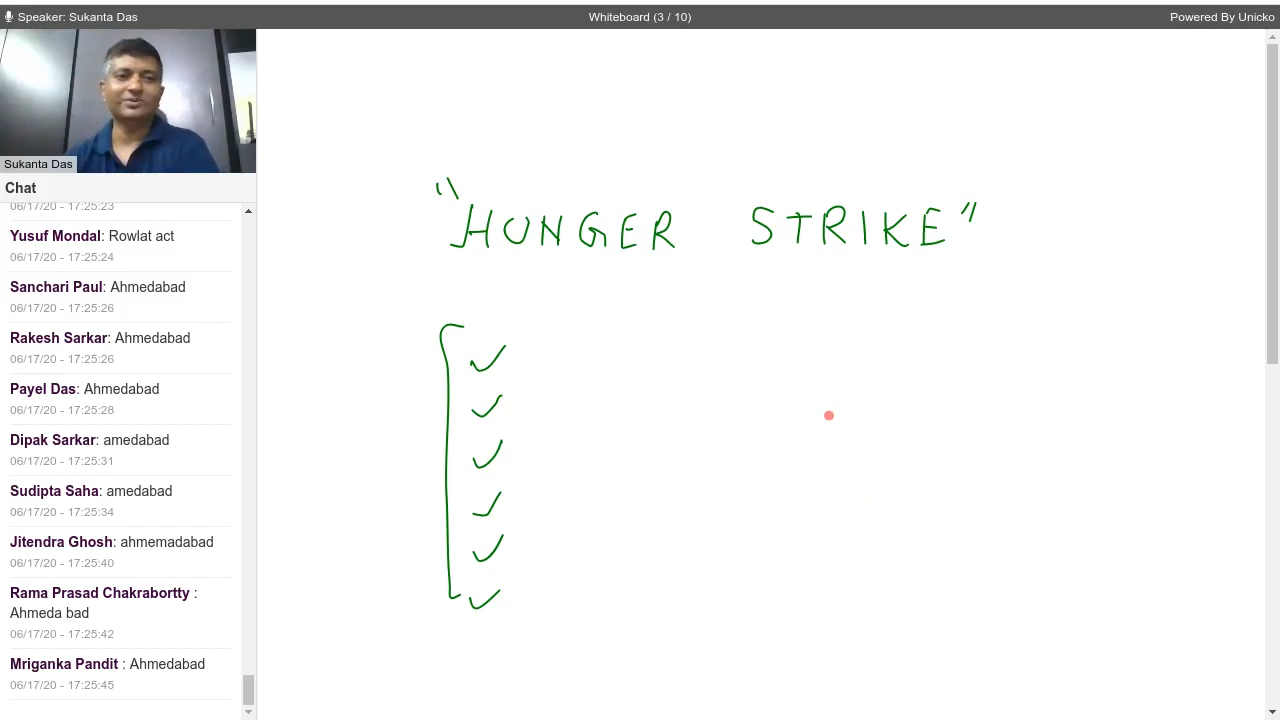 Speaker: Sukanta Das
Whiteboard (3 / 10)
Powered By Unicko
Sukanta Das
Chat
06/17/20 - 17:25:23
Yusuf Mondal: Rowlat act
06/17/20 - 17:25:24
Sanchari Paul: Ahmedabad
06/17/20 - 17:25:26
Rakesh Sarkar: Ahmedabad
06/17/20 - 17:25:26
Payel Das: Ahmedabad
06/17/20 - 17:25:28
Dipak Sarkar: amedabad
06/17/20 - 17:25:31
Sudipta Saha: amedabad
06/17/20 - 17:25:34
Jitendra Ghosh: ahmemadabad
06/17/20 - 17:25:40
Rama Prasad Chakrabortty :
Ahmeda bad
06/17/20 - 17:25:42
Mriganka Pandit : Ahmedabad
06/17/20 - 17:25:45
"HUNGER STRIKE"